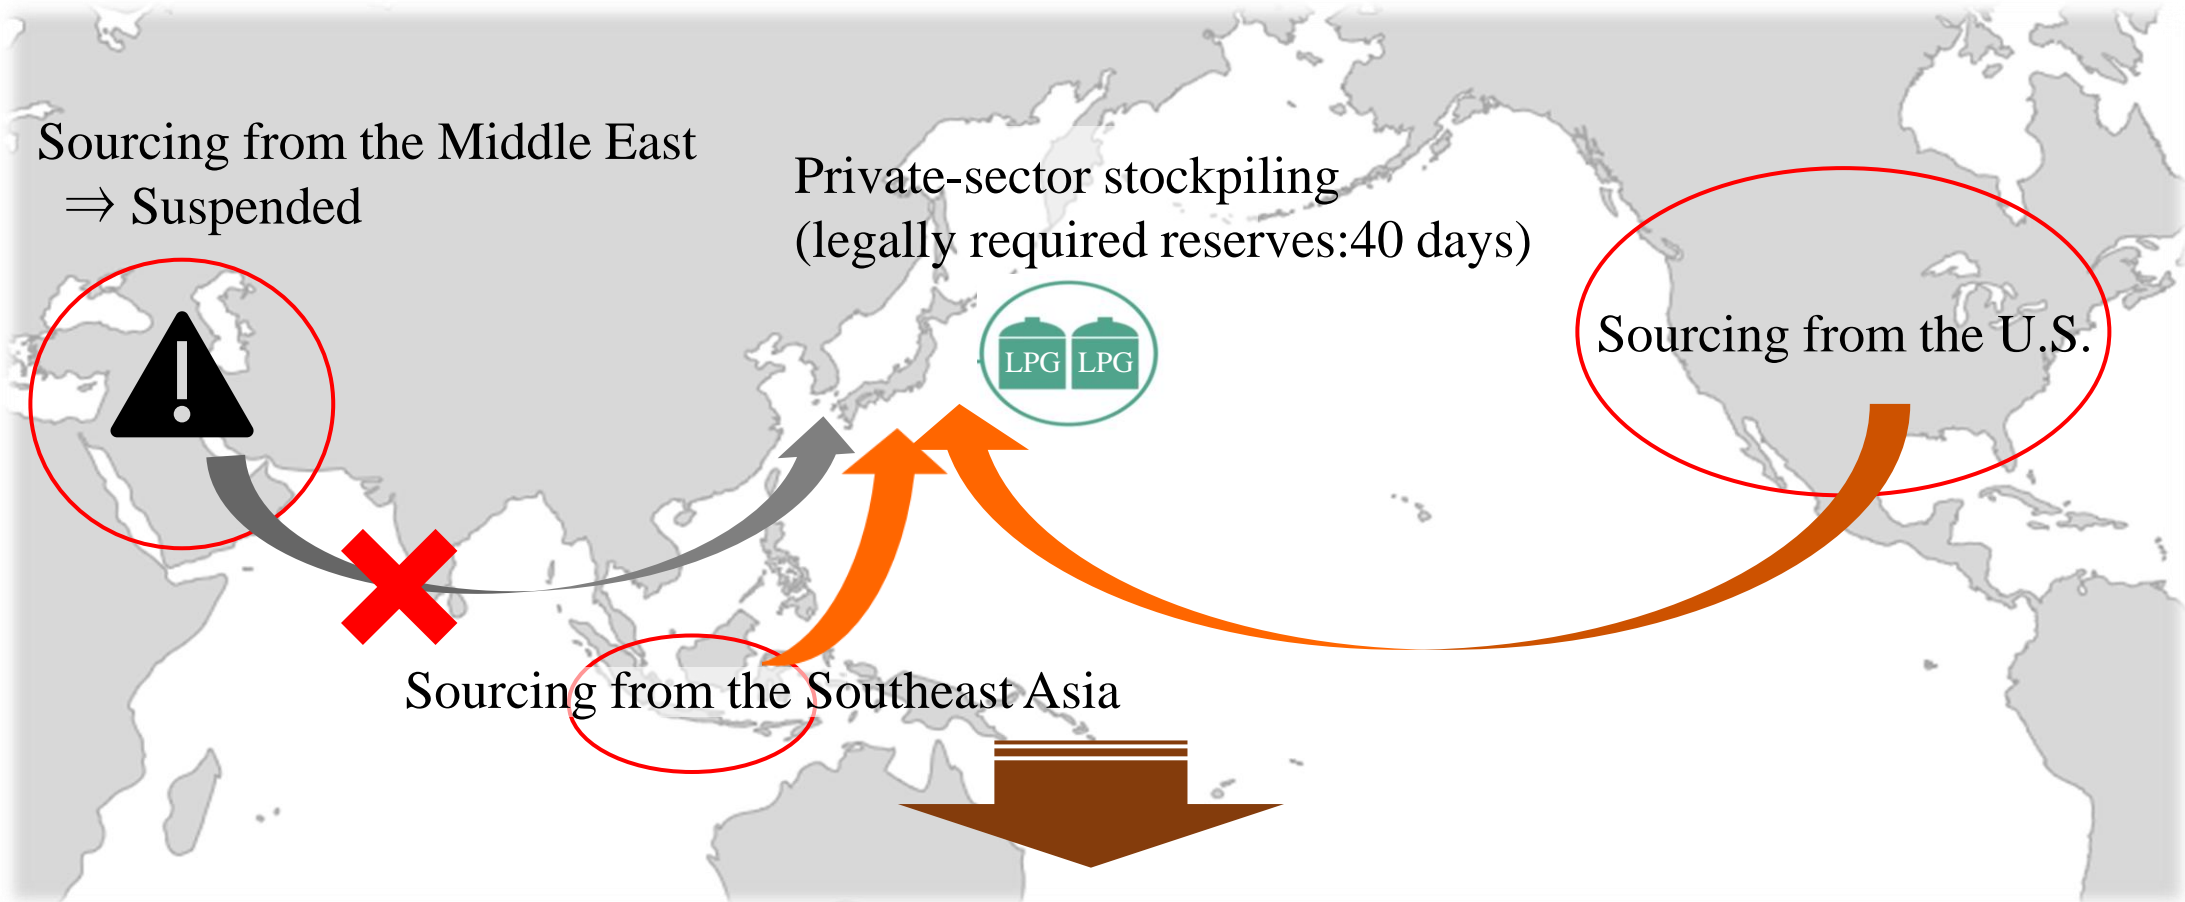 Sourcing from the Middle East
⇒ Suspended
Private-sector stockpiling
(legally required reserves:40 days)
LPG LPG
Sourcing from the U.S.
Sourcing from the Southeast Asia